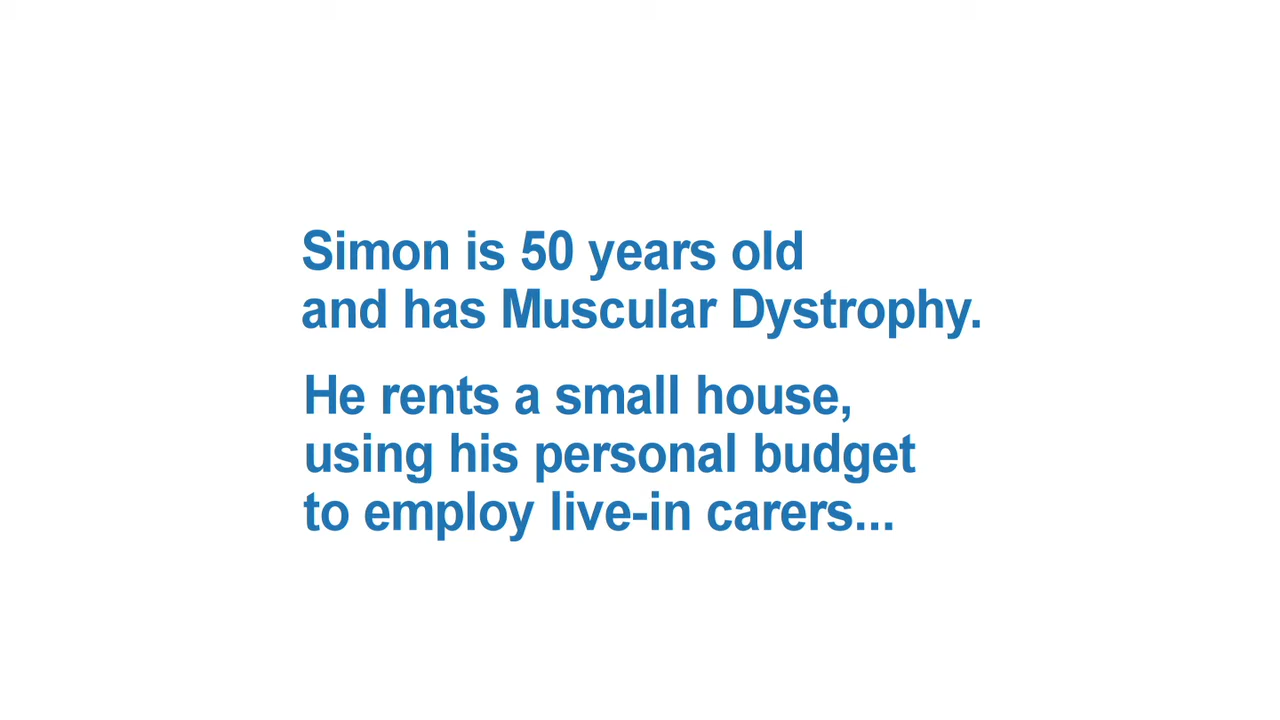 Simon is 50 years old
and has Muscular Dystrophy.
He rents a small house,
using his personal budget
to employ live-in carers...